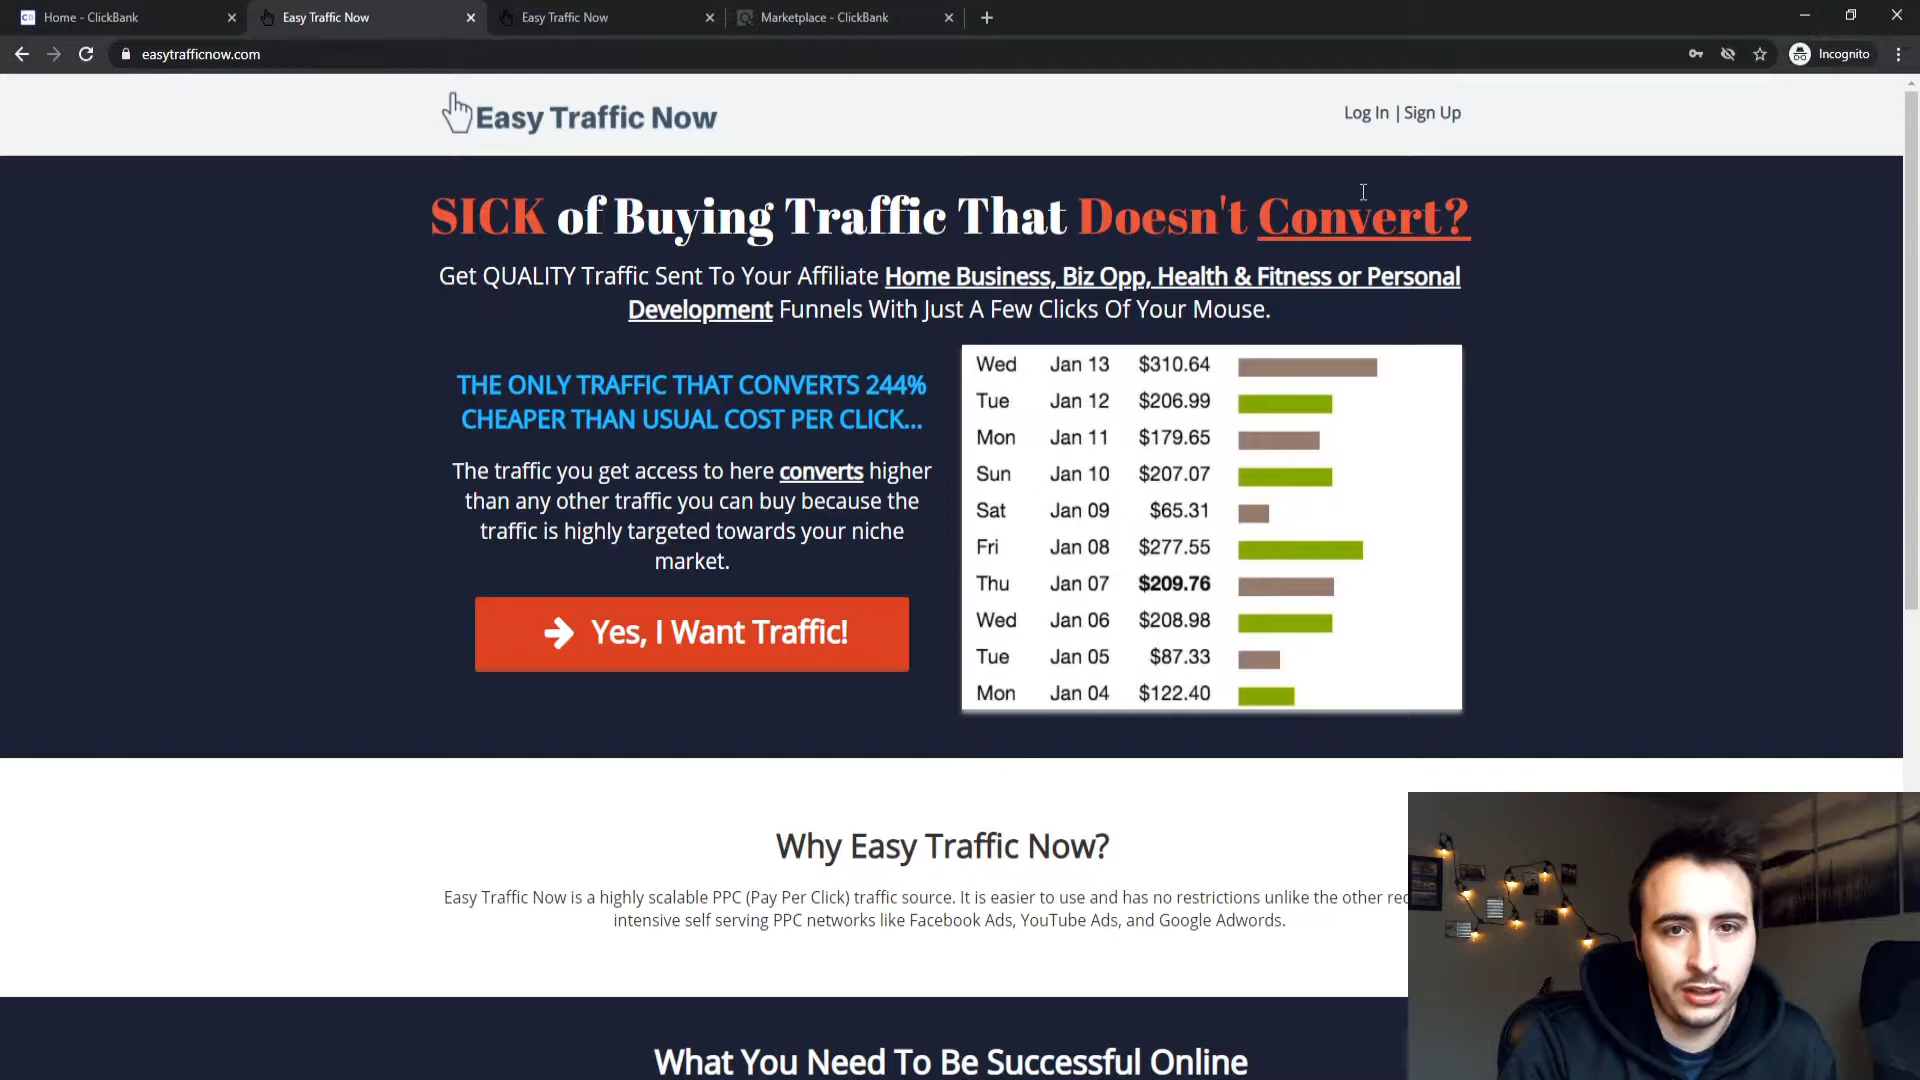 Home - ClickBank
Easy Traffic Now
Easy Traffic Now
Marketplace - ClickBank
easytrafficnow.com
Incognito
Easy Traffic Now
Log In | Sign Up
SICK of Buying Traffic That Doesn't Convert?
Get QUALITY Traffic Sent To Your Affiliate Home Business, Biz Opp, Health & Fitness or Personal
Development Funnels With Just A Few Clicks Of Your Mouse.
THE ONLY TRAFFIC THAT CONVERTS 244%
CHEAPER THAN USUAL COST PER CLICK...
The traffic you get access to here converts higher
than any other traffic you can buy because the
traffic is highly targeted towards your niche
market.
Yes, I Want Traffic!
Wed Jan 13 $310.64
Tue Jan 12 $206.99
Mon Jan 11 $179.65
Sun Jan 10 $207.07
Sat Jan 09 $65.31
Fri Jan 08 $277.55
Thu Jan 07 $209.76
Wed Jan 06 $208.98
Tue Jan 05 $87.33
Mon Jan 04 $122.40
Why Easy Traffic Now?
Easy Traffic Now is a highly scalable PPC (Pay Per Click) traffic source. It is easier to use and has no restrictions unlike the other
intensive self serving PPC networks like Facebook Ads, YouTube Ads, and Google Adwords.
What You Need To Be Successful Online